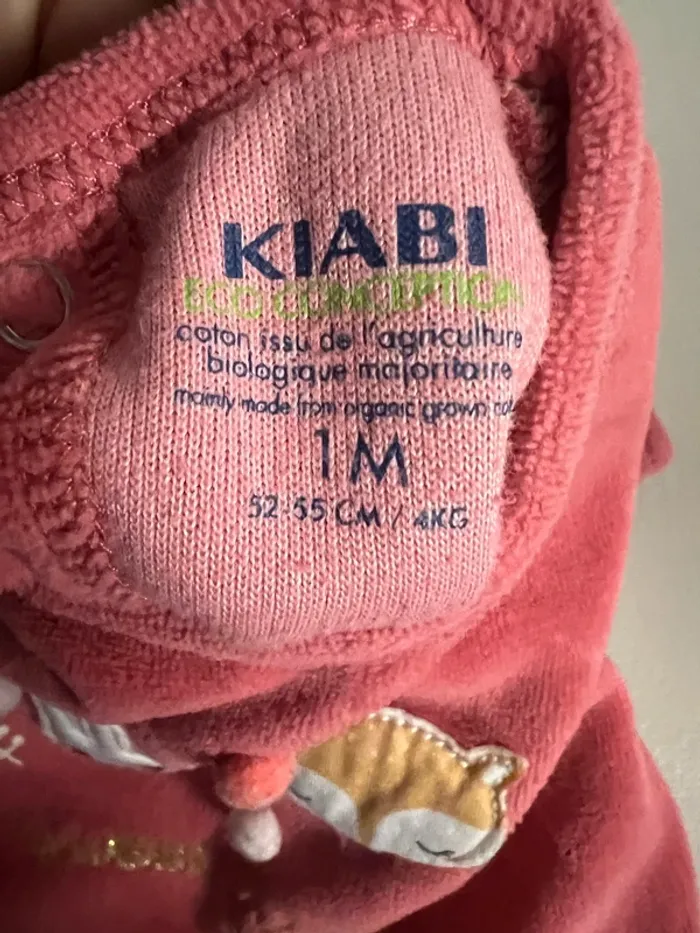 KIABI
ECO CONCEPTION
coton issu de l'agriculture
biologique majoritaire
mainly made from organic grown
1M
52-55 CM / 4KG